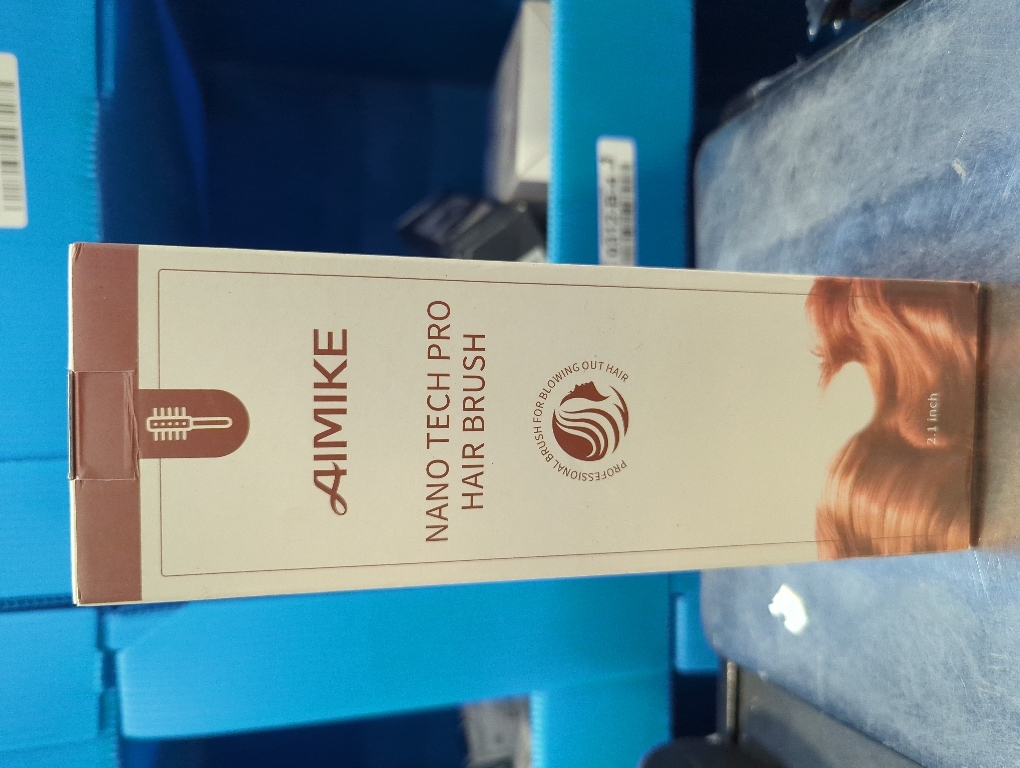 AIMIKE
NANO TECH PRO
HAIR BRUSH
PROFESSIONAL BRUSH FOR BLOWING OUT HAIR
2.1 inch